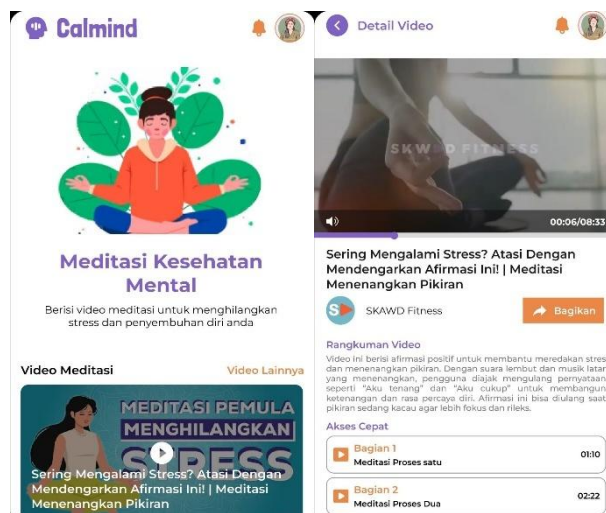 Calmind
Meditasi Kesehatan
Mental
Berisi video meditasi untuk menghilangkan
stress dan penyembuhan diri anda
Video Meditasi
Video Lainnya
MEDITASI PEMULA
MENGHILANGKAN
STRESS
Sering Mengalami Stress? Atasi Dengan
Mendengarkan Afirmasi Ini! | Meditasi
Menenangkan Pikiran
Detail Video
SKWD FITNESS
00:06/08:33
Sering Mengalami Stress? Atasi Dengan
Mendengarkan Afirmasi Ini! | Meditasi
Menenangkan Pikiran
SKAWD Fitness
Bagikan
Rangkuman Video
Video ini berisi afirmasi positif untuk membantu meredakan stres
dan menenangkan pikiran. Dengan suara lembut dan musik latar
yang menenangkan, pengguna diajak mengulang pernyataan
seperti "Aku tenang" dan "Aku cukup" untuk membangun
ketenangan dan rasa percaya diri. Afirmasi ini bisa diulang saat
pikiran sedang kacau agar lebih fokus dan rileks.
Akses Cepat
Bagian 1
Meditasi Proses satu
01:10
Bagian 2
Meditasi Proses Dua
02:22